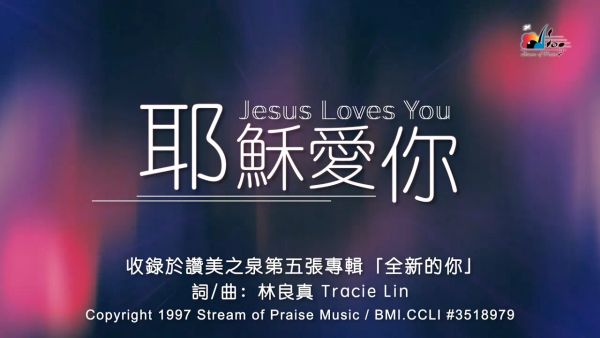 Stream of Praise
Jesus Loves You
耶穌愛你
收錄於讚美之泉第五張專輯「全新的你」
詞/曲: 林良真 Tracie Lin
Copyright 1997 Stream of Praise Music / BMI.CCLI #3518979